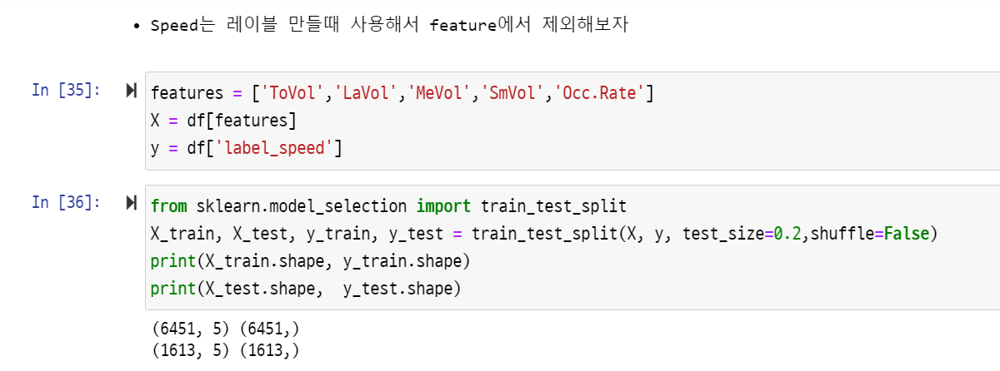 • Speed는 레이블 만들때 사용해서 feature에서 제외해보자
In [35]:
features = ['ToVol','LaVol','MeVol','SmVol','Occ.Rate']
X = df[features]
y = df['label_speed']
In [36]:
from sklearn.model_selection import train_test_split
X_train, X_test, y_train, y_test = train_test_split(X, y, test_size=0.2,shuffle=False)
print(X_train.shape, y_train.shape)
print(X_test.shape,  y_test.shape)
(6451, 5) (6451,)
(1613, 5) (1613,)